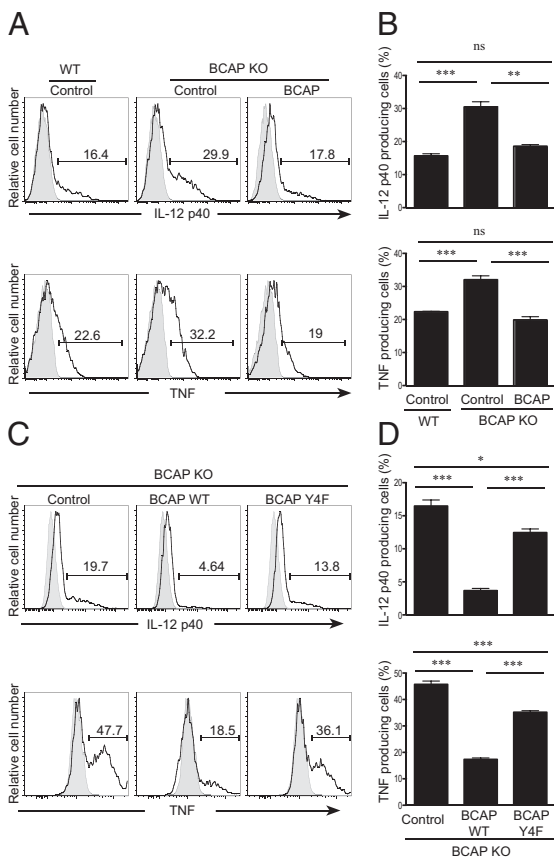 A
WT
BCAP KO
Control
Control
BCAP
Relative cell number
16.4
29.9
17.8
IL-12 p40
Relative cell number
22.6
32.2
19
TNF
B
ns
***
**
IL-12 p40 producing cells (%)
40
30
20
10
0
ns
***
***
TNF producing cells (%)
40
30
20
10
0
Control
Control
BCAP
WT
BCAP KO
C
BCAP KO
Control
BCAP WT
BCAP Y4F
Relative cell number
19.7
4.64
13.8
IL-12 p40
Relative cell number
47.7
18.5
36.1
TNF
D
*
***
***
IL-12 p40 producing cells (%)
20
15
10
5
0
***
***
***
TNF producing cells (%)
50
40
30
20
10
0
Control
BCAP
WT
BCAP
Y4F
BCAP KO